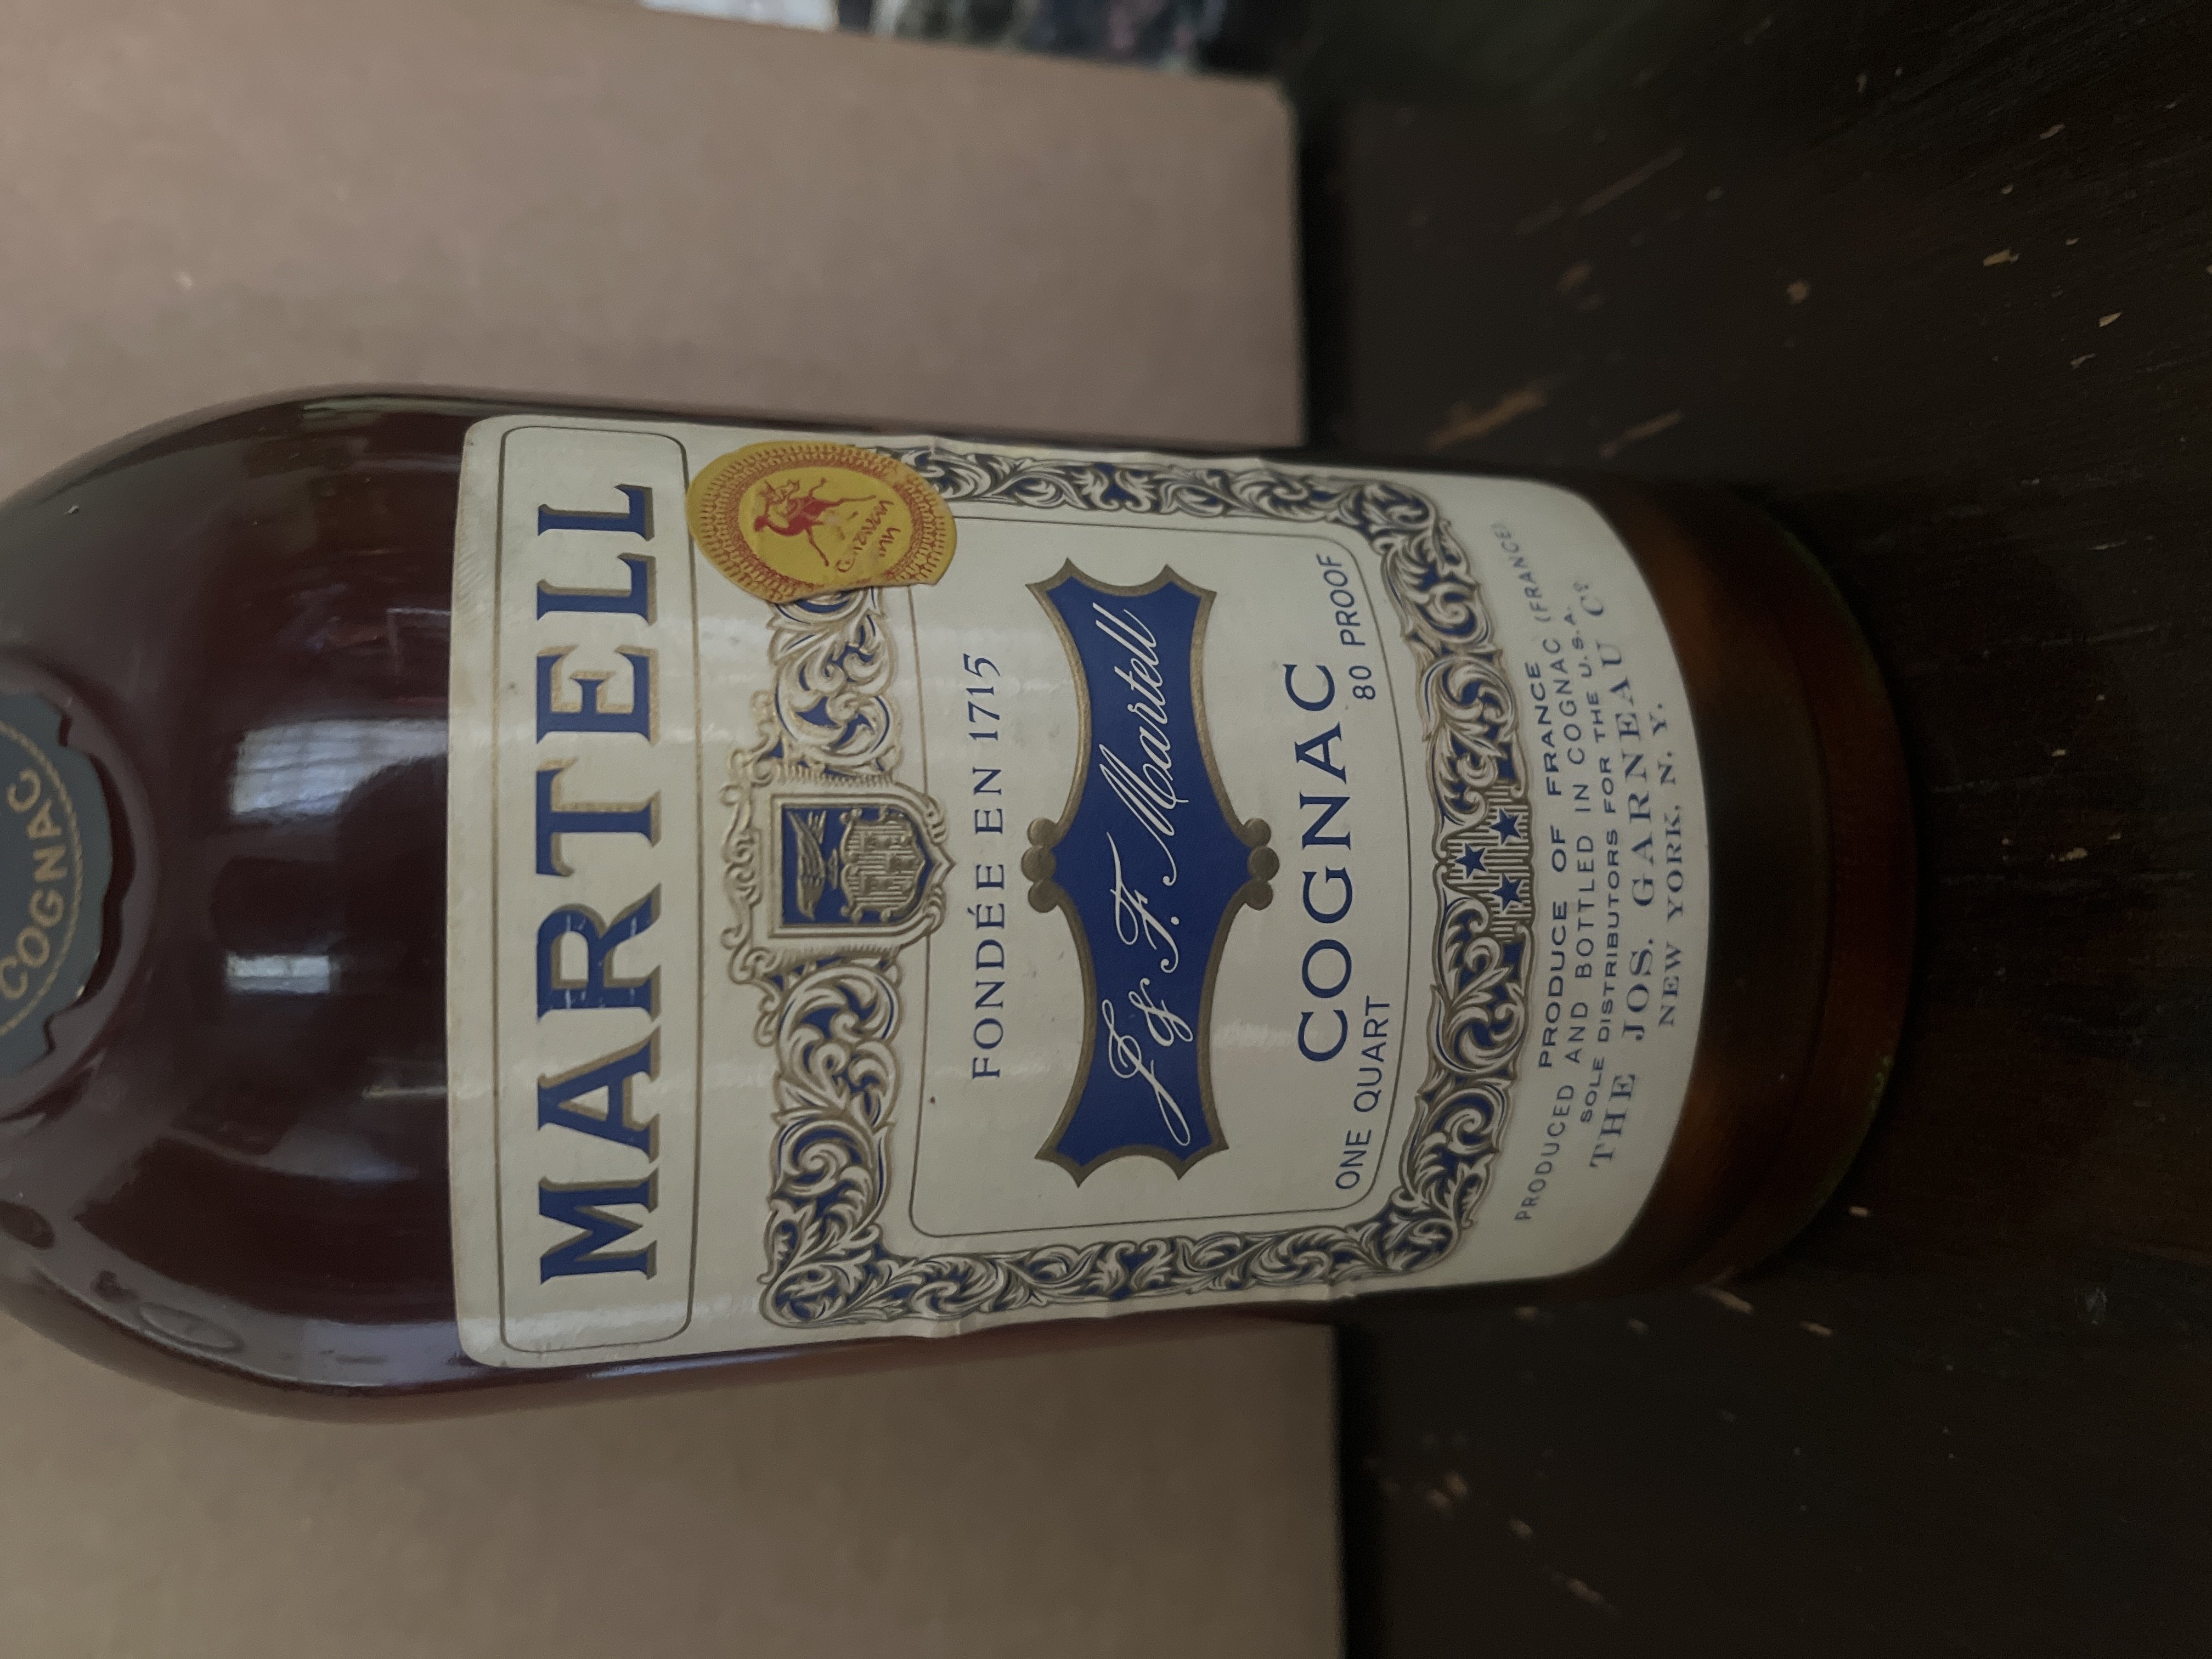 COGNAC
MARTELL
FONDÉE EN 1715
J. & F. Martell
COGNAC
ONE QUART 80 PROOF
PRODUCE OF FRANCE
PRODUCED AND BOTTLED IN COGNAC (FRANCE)
SOLE DISTRIBUTORS FOR THE U.S.A.
THE JOS. GARNEAU Cº
NEW YORK, N. Y.